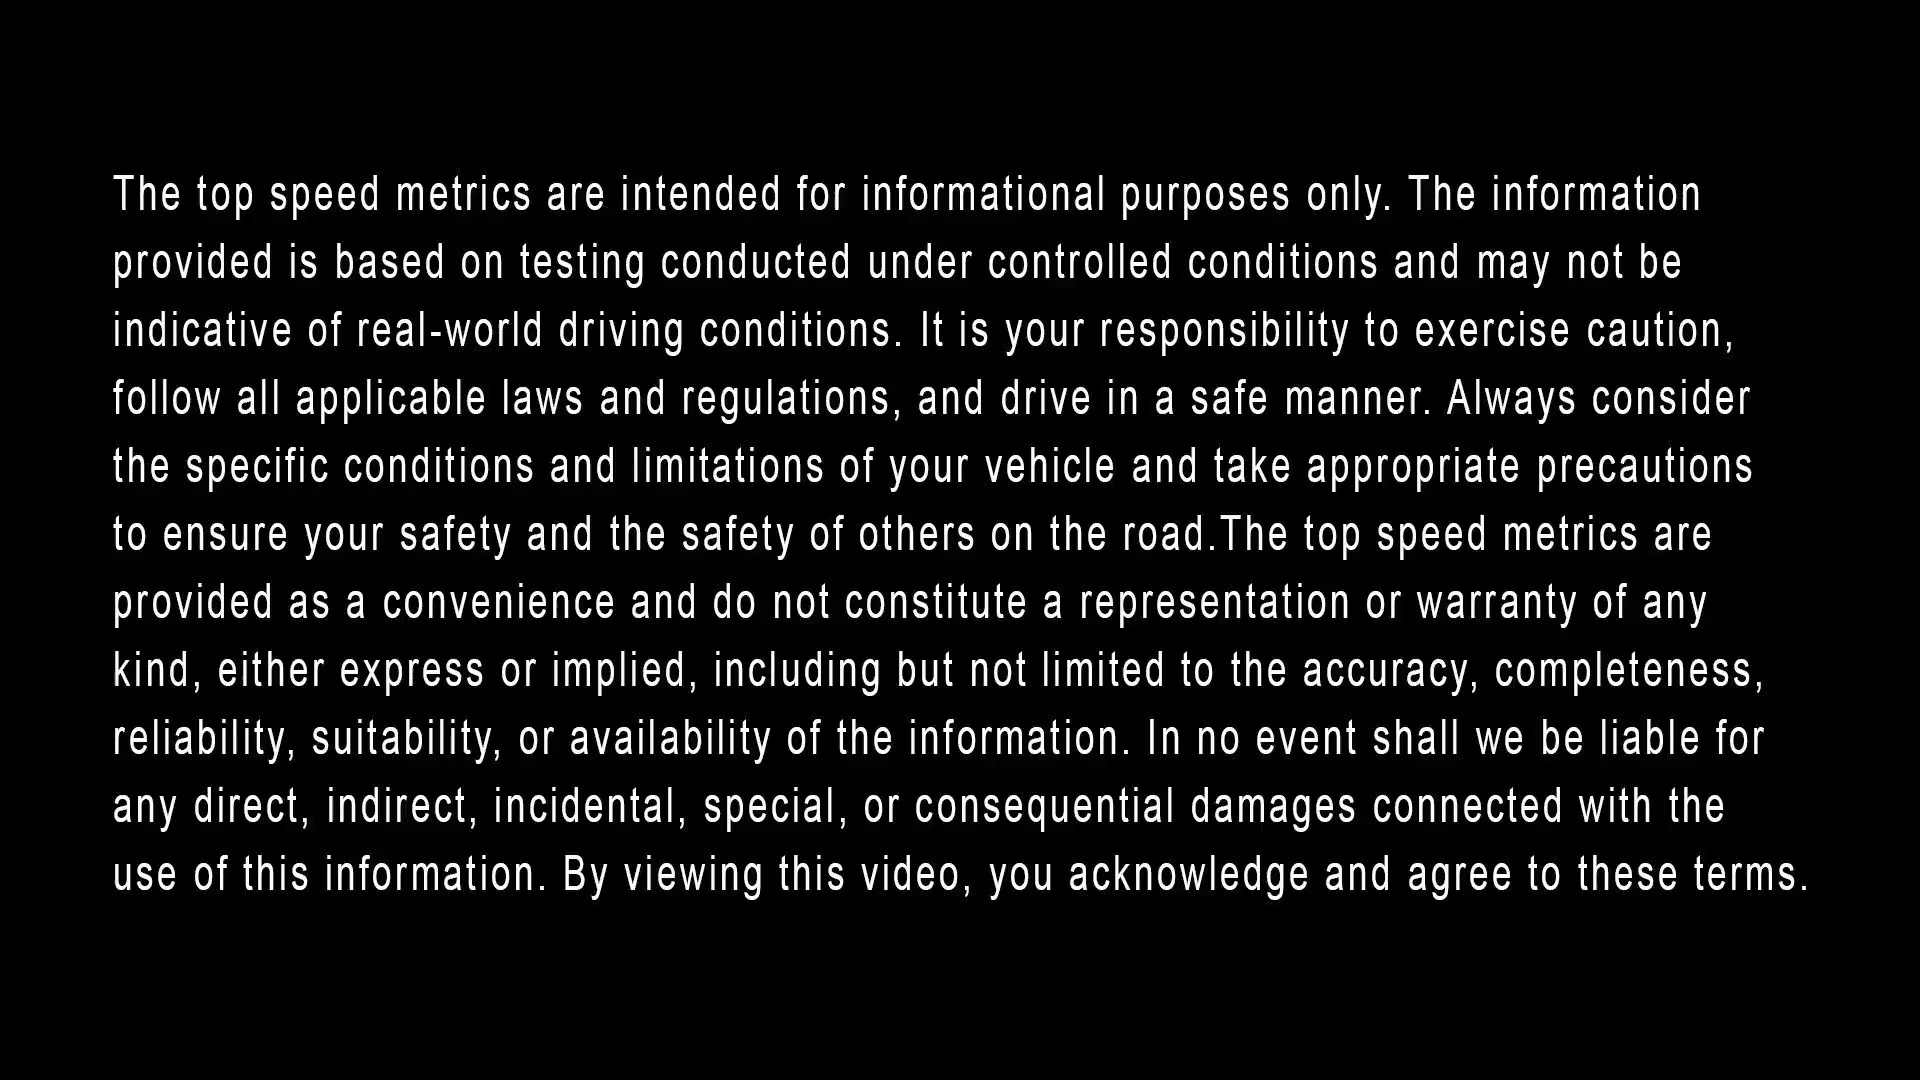 The top speed metrics are intended for informational purposes only. The information
provided is based on testing conducted under controlled conditions and may not be
indicative of real-world driving conditions. It is your responsibility to exercise caution,
follow all applicable laws and regulations, and drive in a safe manner. Always consider
the specific conditions and limitations of your vehicle and take appropriate precautions
to ensure your safety and the safety of others on the road.The top speed metrics are
provided as a convenience and do not constitute a representation or warranty of any
kind, either express or implied, including but not limited to the accuracy, completeness,
reliability, suitability, or availability of the information. In no event shall we be liable for
any direct, indirect, incidental, special, or consequential damages connected with the
use of this information. By viewing this video, you acknowledge and agree to these terms.